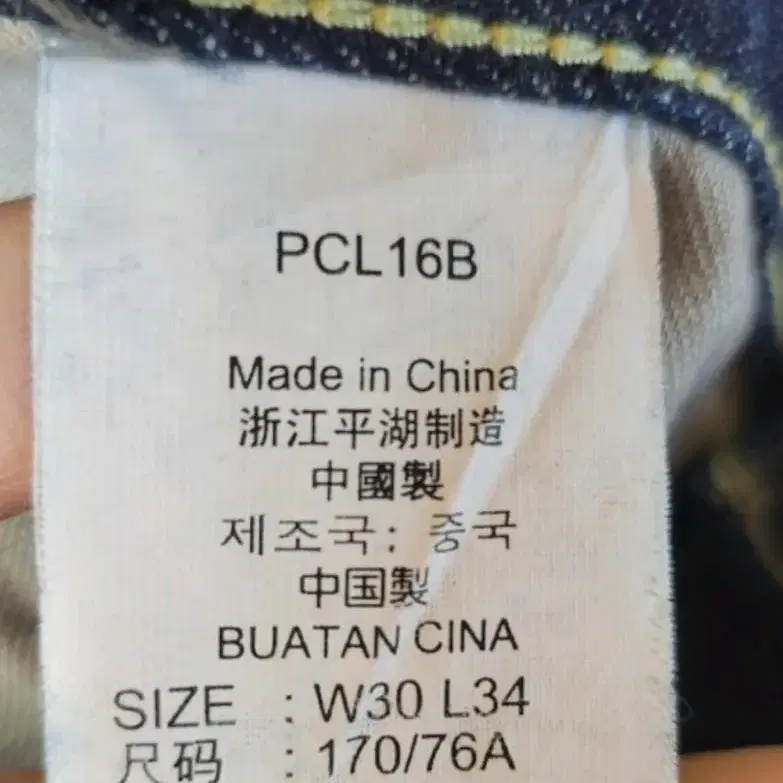 PCL16B
Made in China
浙江平湖制造
中國製
제조국: 중국
中国製
BUATAN CINA
SIZE : W30 L34
尺码 : 170/76A